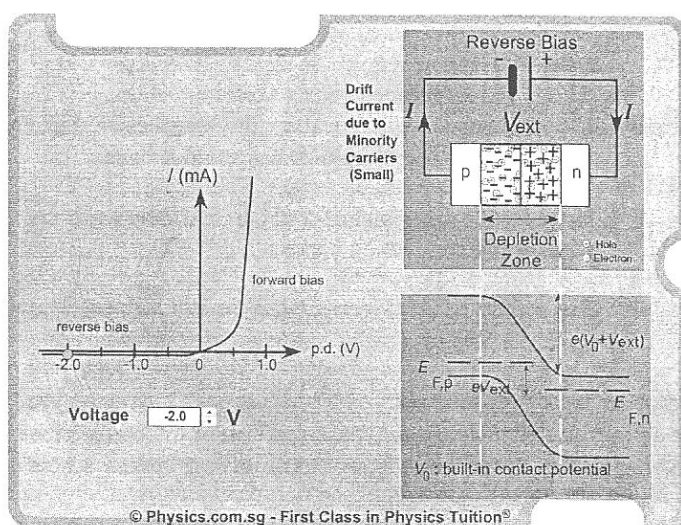 Reverse Bias
- +
Drift
Current
due to
Minority
Carriers
(Small)
I
I
Vext
p
n
Depletion
Zone
Hole
Electron
I (mA)
forward bias
reverse bias
-2.0
-1.0
0
1.0
p.d. (V)
Voltage -2.0 V
e(V0+Vext)
E
F,p
eVext
E
F,n
V0 : built-in contact potential
© Physics.com.sg - First Class in Physics Tuition®